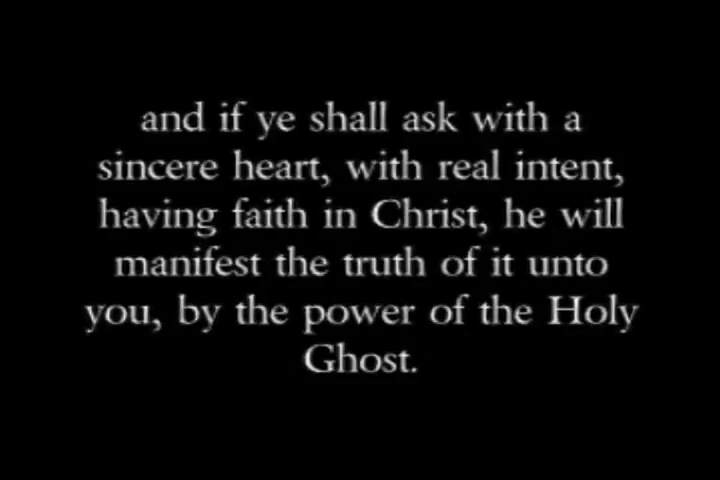 and if ye shall ask with a
sincere heart, with real intent,
having faith in Christ, he will
manifest the truth of it unto
you, by the power of the Holy
Ghost.